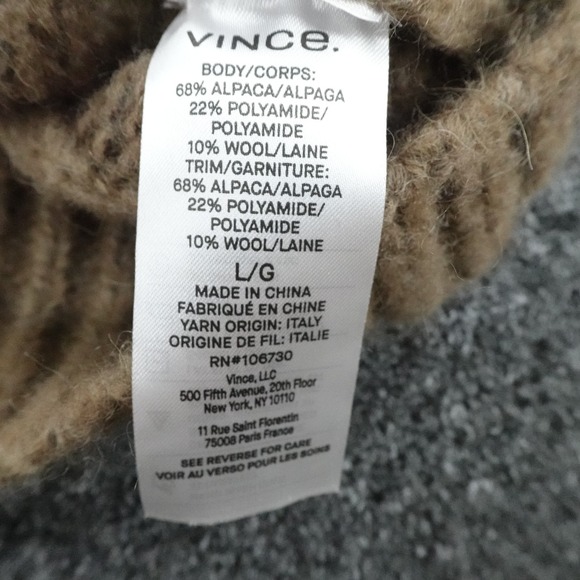 VINCe.
BODY/CORPS:
68% ALPACA/ALPAGA
22% POLYAMIDE/
POLYAMIDE
10% WOOL/LAINE
TRIM/GARNITURE:
68% ALPACA/ALPAGA
22% POLYAMIDE/
POLYAMIDE
10% WOOL/LAINE
L/G
MADE IN CHINA
FABRIQUÉ EN CHINE
YARN ORIGIN: ITALY
ORIGINE DE FIL: ITALIE
RN#106730
Vince, LLC
500 Fifth Avenue, 20th Floor
New York, NY 10110
11 Rue Saint Florentin
75008 Paris France
SEE REVERSE FOR CARE
VOIR AU VERSO POUR LES SOINS